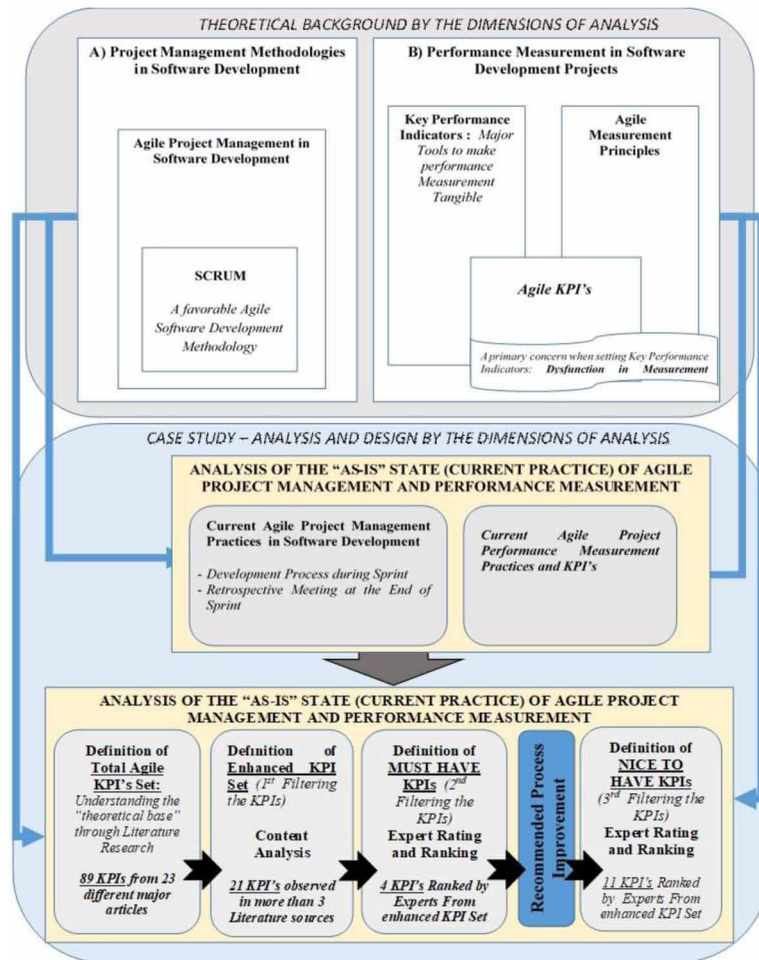 THEORETICAL BACKGROUND BY THE DIMENSIONS OF ANALYSIS
A) Project Management Methodologies
in Software Development
Agile Project Management in
Software Development
SCRUM
A favorable Agile
Software Development
Methodology
B) Performance Measurement in Software
Development Projects
Key Performance
Indicators : Major
Tools to make
performance
Measurement
Tangible
Agile
Measurement
Principles
Agile KPI's
A primary concern when setting Key Performance
Indicators: Dysfunction in Measurement
CASE STUDY – ANALYSIS AND DESIGN BY THE DIMENSIONS OF ANALYSIS
ANALYSIS OF THE "AS-IS" STATE (CURRENT PRACTICE) OF AGILE
PROJECT MANAGEMENT AND PERFORMANCE MEASUREMENT
Current Agile Project Management
Practices in Software Development
- Development Process during Sprint
- Retrospective Meeting at the End of
Sprint
Current Agile Project
Performance Measurement
Practices and KPI's
ANALYSIS OF THE "AS-IS" STATE (CURRENT PRACTICE) OF AGILE PROJECT
MANAGEMENT AND PERFORMANCE MEASUREMENT
Definition of
Total Agile
KPI's Set:
Understanding the
"theoretical base"
through Literature
Research
89 KPIs from 23
different major
articles
Definition of
Enhanced KPI
Set (1st Filtering
the KPIs)
Content
Analysis
21 KPI's observed
in more than 3
Literature sources
Definition of
MUST HAVE
KPIs (2nd
Filtering the
KPIs)
Expert Rating
and Ranking
4 KPI's Ranked by
Experts From
enhanced KPI Set
Recommended Process
Improvement
Definition of
NICE TO
HAVE KPIs
(3rd Filtering the
KPIs)
Expert Rating
and Ranking
11 KPI's Ranked
by Experts From
enhanced KPI Set